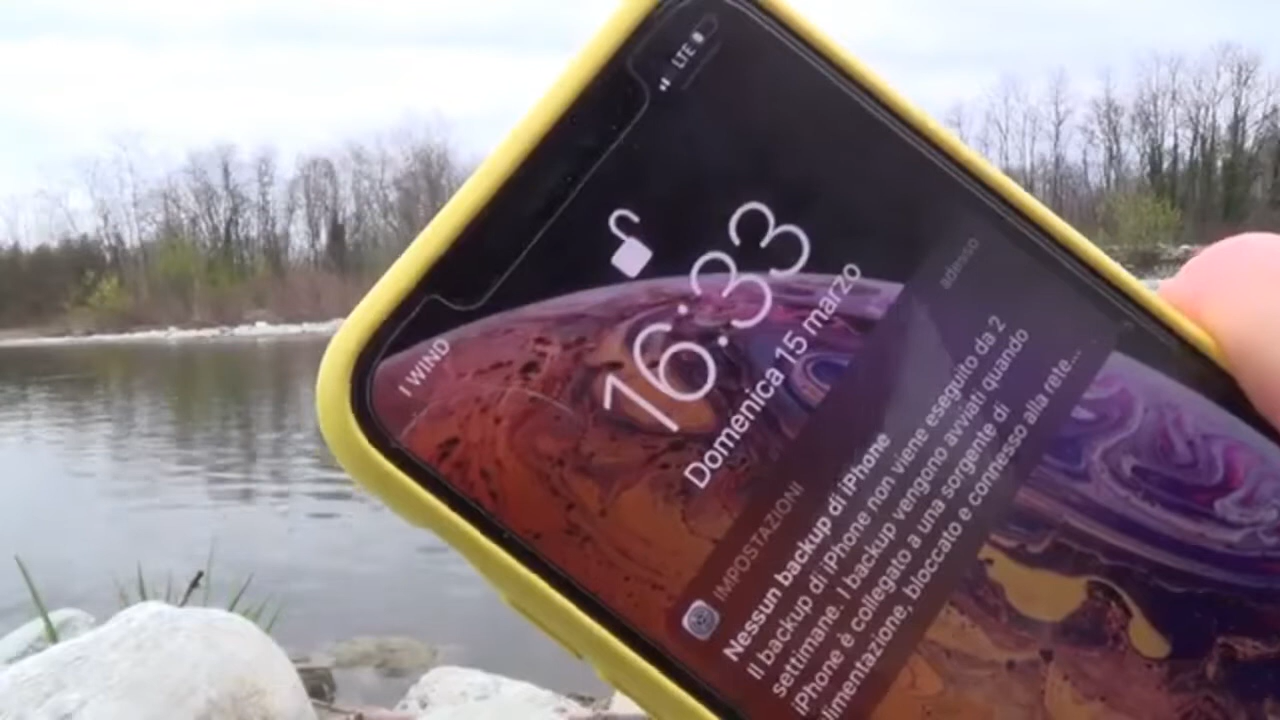 I WIND
LTE
16:33
Domenica 15 marzo
IMPOSTAZIONI
adesso
Nessun backup di iPhone
Il backup di iPhone non viene eseguito da 2
settimane. I backup vengono avviati quando
iPhone è collegato a una sorgente di
limentazione, bloccato e connesso alla rete...